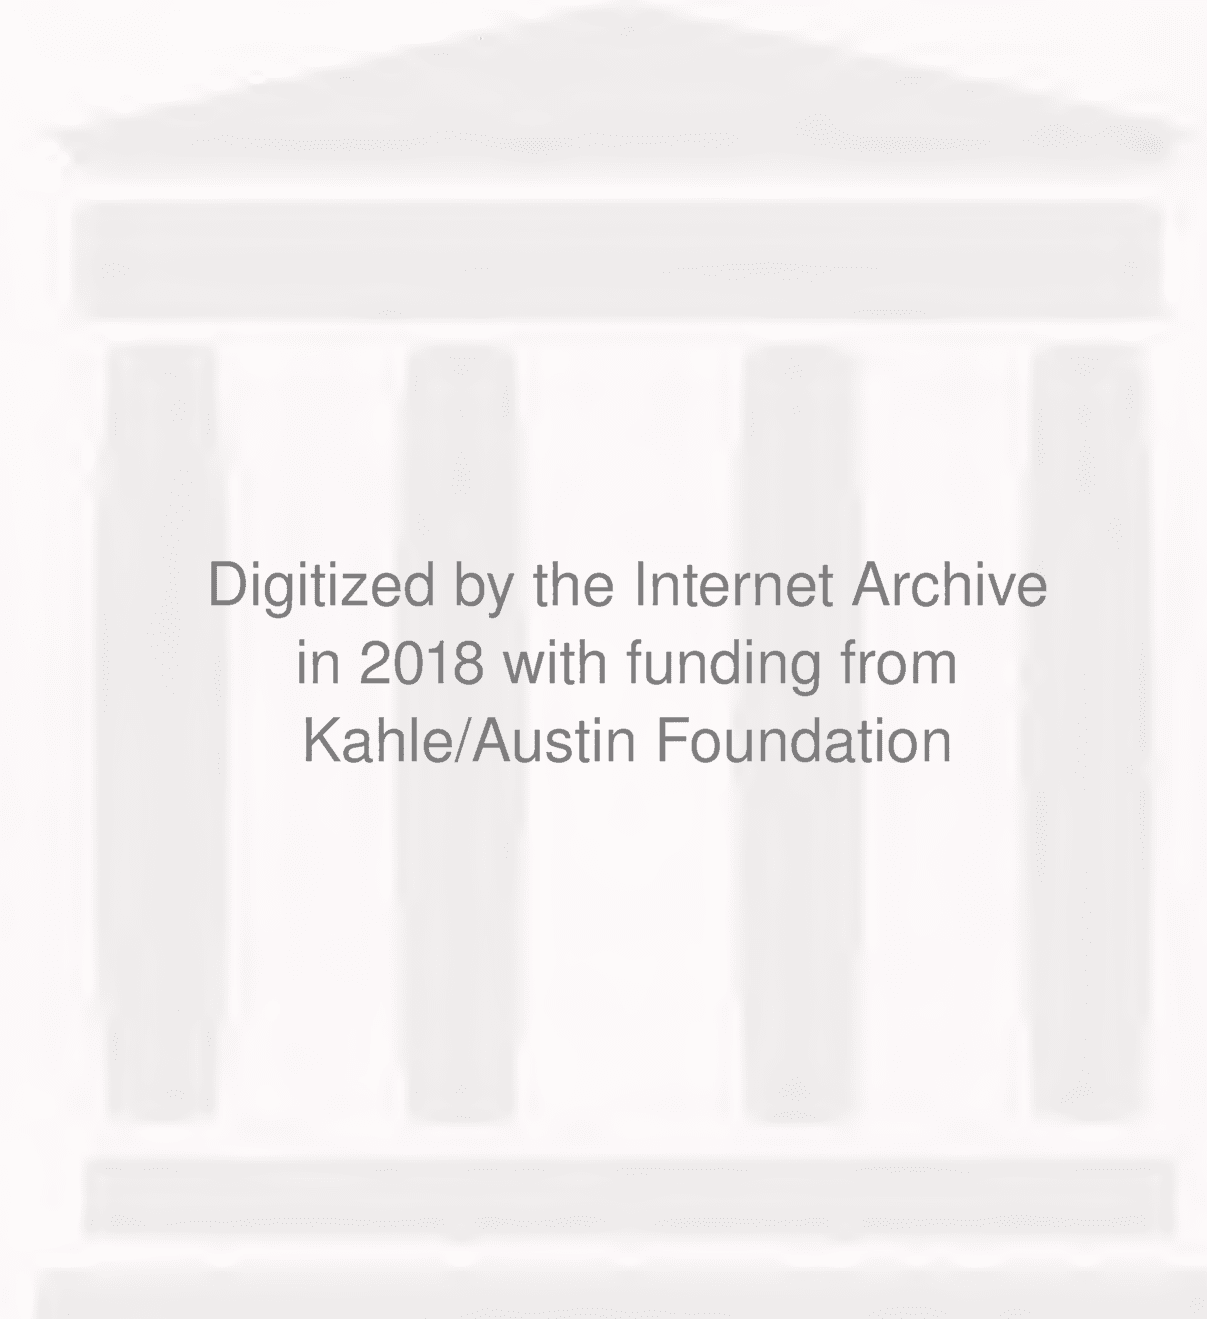 Digitized by the Internet Archive
in 2018 with funding from
Kahle/Austin Foundation